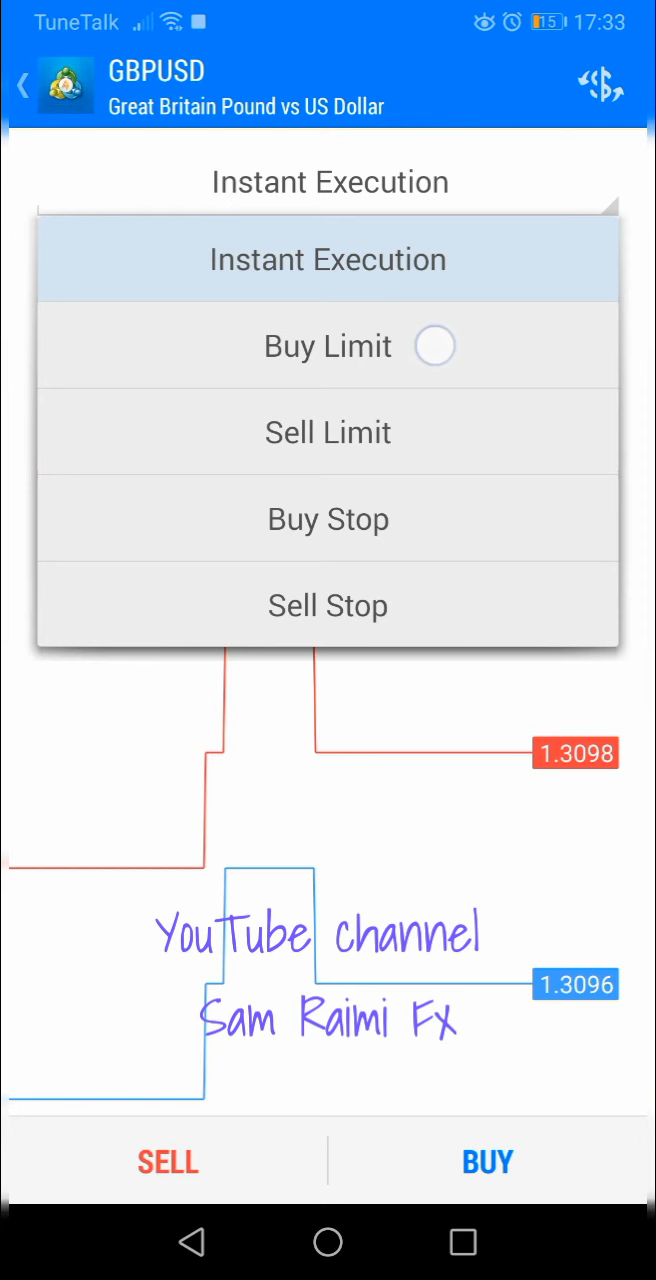 TuneTalk 15 17:33
GBPUSD
Great Britain Pound vs US Dollar
Instant Execution
Instant Execution
Buy Limit
Sell Limit
Buy Stop
Sell Stop
1.3098
YouTube channel
1.3096
Sam Raimi Fx
SELL BUY